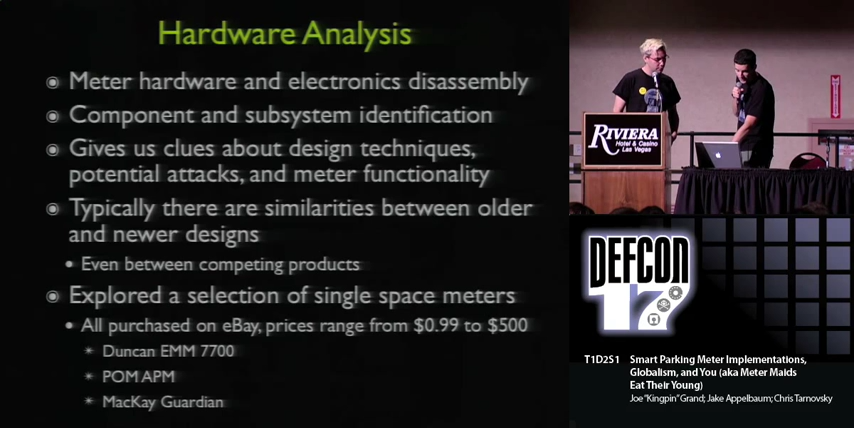 Hardware Analysis
Meter hardware and electronics disassembly
Component and subsystem identification
Gives us clues about design techniques,
potential attacks, and meter functionality
Typically there are similarities between older
and newer designs
Even between competing products
Explored a selection of single space meters
All purchased on eBay, prices range from $0.99 to $500
Duncan EMM 7700
POM APM
MacKay Guardian
RIVIERA
Hotel & Casino
Las Vegas
DEFCON
17
T1D2S1 Smart Parking Meter Implementations,
Globalism, and You (aka Meter Maids
Eat Their Young)
Joe "Kingpin" Grand; Jake Appelbaum; Chris Tarnovsky